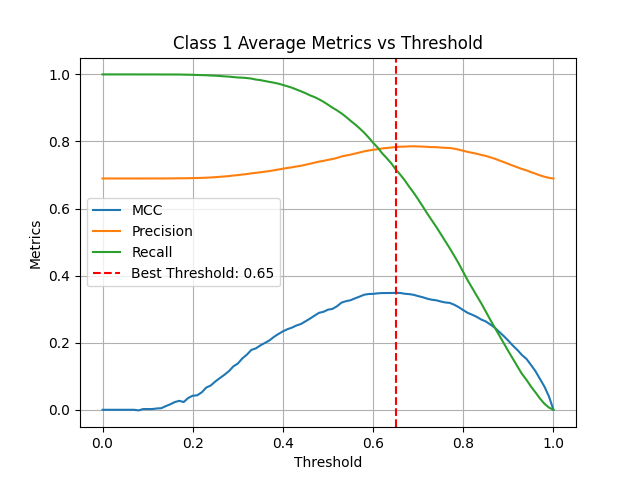 Class 1 Average Metrics vs Threshold
Metrics
1.0
0.8
0.6
0.4
0.2
0.0
MCC
Precision
Recall
Best Threshold: 0.65
0.0 0.2 0.4 0.6 0.8 1.0
Threshold